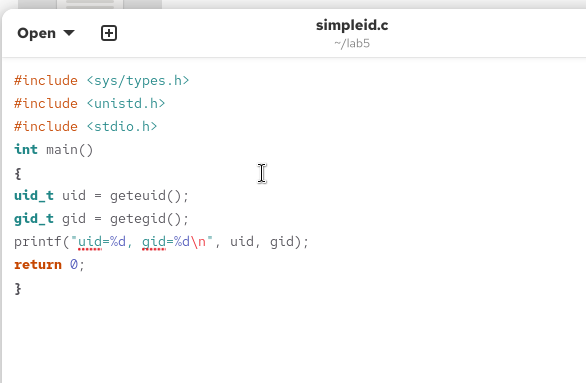 Open
simpleid.c
~/lab5
#include <sys/types.h>
#include <unistd.h>
#include <stdio.h>
int main()
{
uid_t uid = geteuid();
gid_t gid = getegid();
printf("uid=%d, gid=%d\n", uid, gid);
return 0;
}